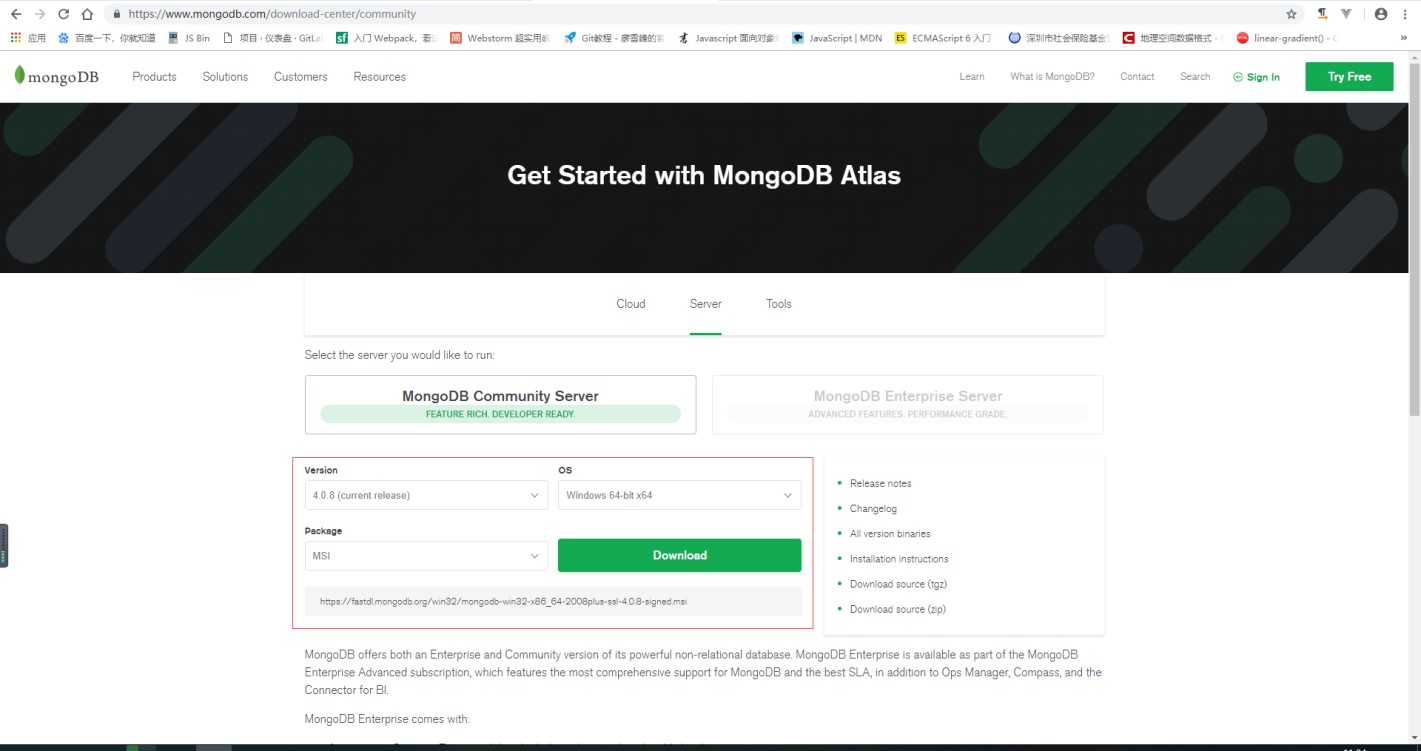 https://www.mongodb.com/download-center/community
应用 百度一下，你就知道 JS Bin 项目 · 仪表盘 · GitLa 入门 Webpack，看 Webstorm 超实用 Git教程 - 廖雪峰的官 Javascript 面向对象 JavaScript | MDN ES ECMAScript 6 入门 深圳市社会保险基金 地理空间数据格式 - linear-gradient() - »
mongoDB Products Solutions Customers Resources Learn What is MongoDB? Contact Search Sign In Try Free
Get Started with MongoDB Atlas
Cloud Server Tools
Select the server you would like to run:
MongoDB Community Server
FEATURE RICH. DEVELOPER READY.
MongoDB Enterprise Server
ADVANCED FEATURES. PERFORMANCE GRADE.
Version
4.0.8 (current release)
OS
Windows 64-bit x64
Package
MSI
Download
https://fastdl.mongodb.org/win32/mongodb-win32-x86_64-2008plus-ssl-4.0.8-signed.msi
Release notes
Changelog
All version binaries
Installation instructions
Download source (tgz)
Download source (zip)
MongoDB offers both an Enterprise and Community version of its powerful non-relational database. MongoDB Enterprise is available as part of the MongoDB
Enterprise Advanced subscription, which features the most comprehensive support for MongoDB and the best SLA, in addition to Ops Manager, Compass, and the
Connector for BI.
MongoDB Enterprise comes with: